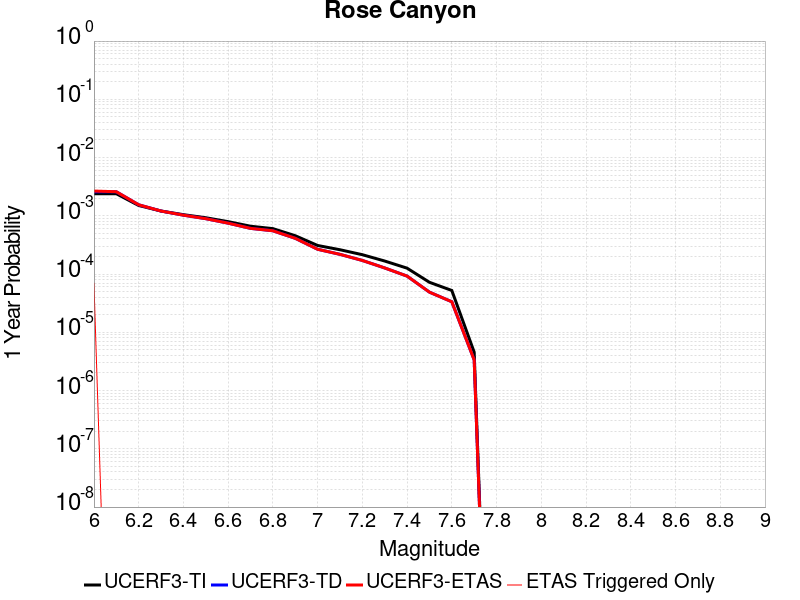 Rose Canyon
10^0
10^-1
10^-2
10^-3
10^-4
10^-5
10^-6
10^-7
10^-8
1 Year Probability
6 6.2 6.4 6.6 6.8 7 7.2 7.4 7.6 7.8 8 8.2 8.4 8.6 8.8 9
Magnitude
UCERF3-TI UCERF3-TD UCERF3-ETAS ETAS Triggered Only